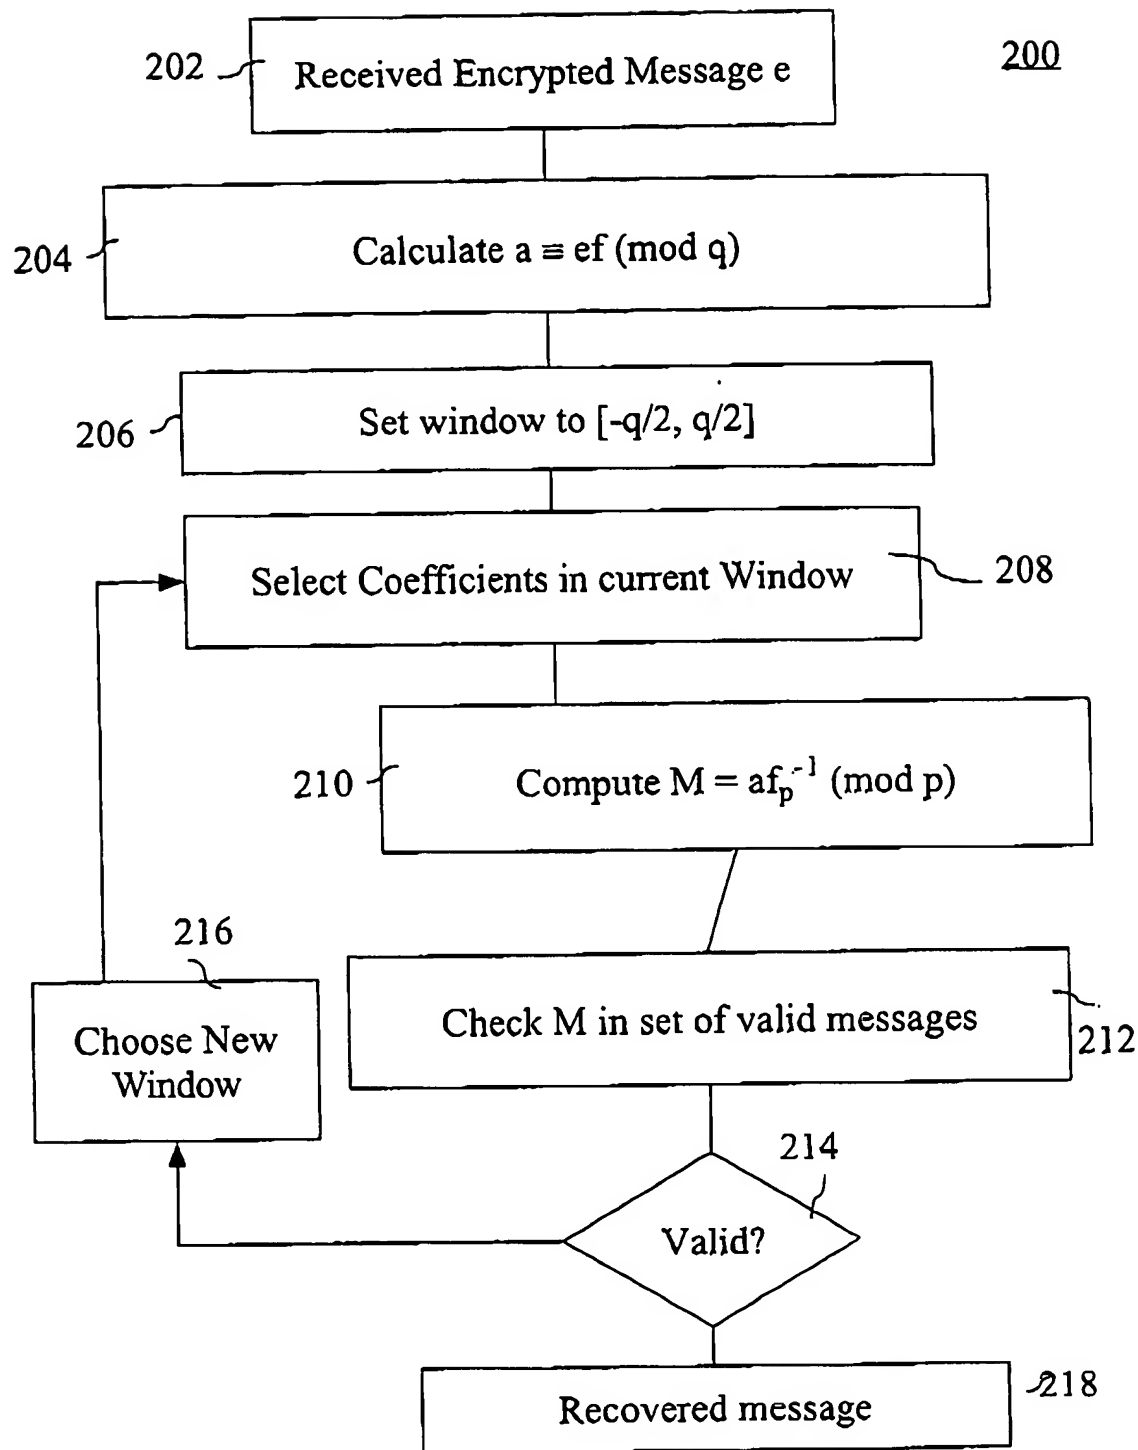 200
202
Received Encrypted Message e
204
Calculate a ≡ ef (mod q)
206
Set window to [-q/2, q/2]
Select Coefficients in current Window
208
210
Compute M = af_p^-1 (mod p)
216
Choose New
Window
Check M in set of valid messages
212
214
Valid?
218
Recovered message